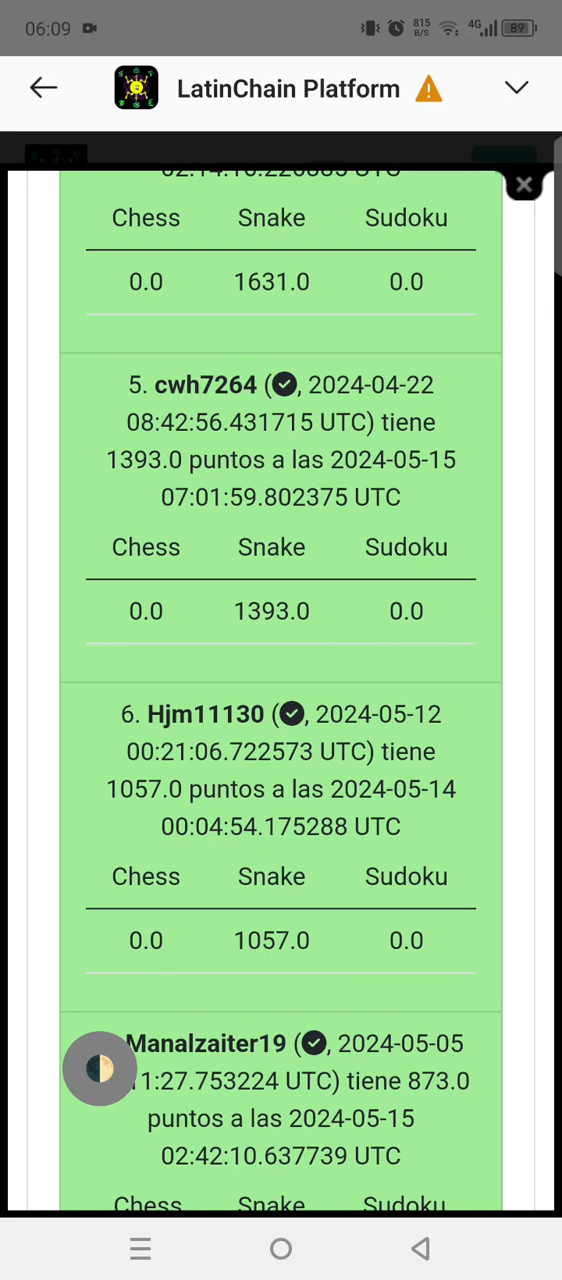 06:09
815
B/S
4G
89
LatinChain Platform
Chess Snake Sudoku
0.0 1631.0 0.0
5. cwh7264 (, 2024-04-22
08:42:56.431715 UTC) tiene
1393.0 puntos a las 2024-05-15
07:01:59.802375 UTC
Chess Snake Sudoku
0.0 1393.0 0.0
6. Hjm11130 (, 2024-05-12
00:21:06.722573 UTC) tiene
1057.0 puntos a las 2024-05-14
00:04:54.175288 UTC
Chess Snake Sudoku
0.0 1057.0 0.0
Manalzaiter19 (, 2024-05-05
1:27.753224 UTC) tiene 873.0
puntos a las 2024-05-15
02:42:10.637739 UTC
Chess Snake Sudoku